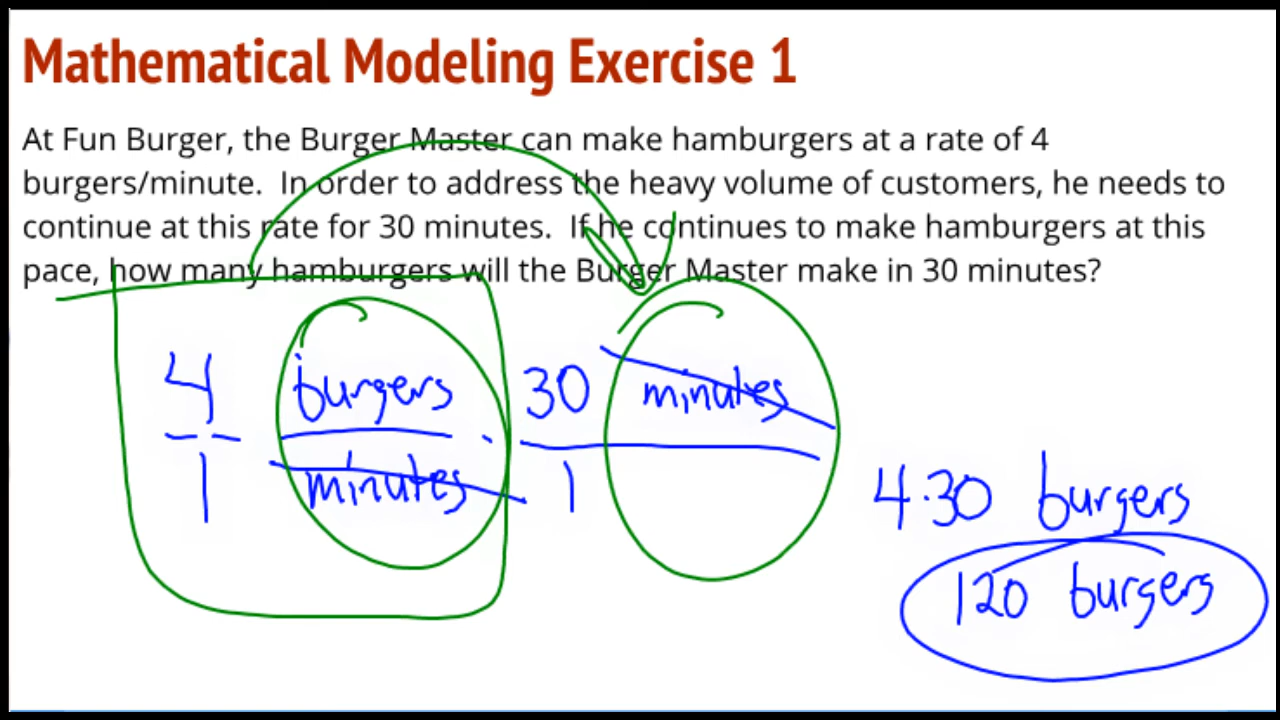 Mathematical Modeling Exercise 1
At Fun Burger, the Burger Master can make hamburgers at a rate of 4
burgers/minute. In order to address the heavy volume of customers, he needs to
continue at this rate for 30 minutes. If he continues to make hamburgers at this
pace, how many hamburgers will the Burger Master make in 30 minutes?
4 burgers · 30 minutes
1 minutes 1
4·30 burgers
120 burgers